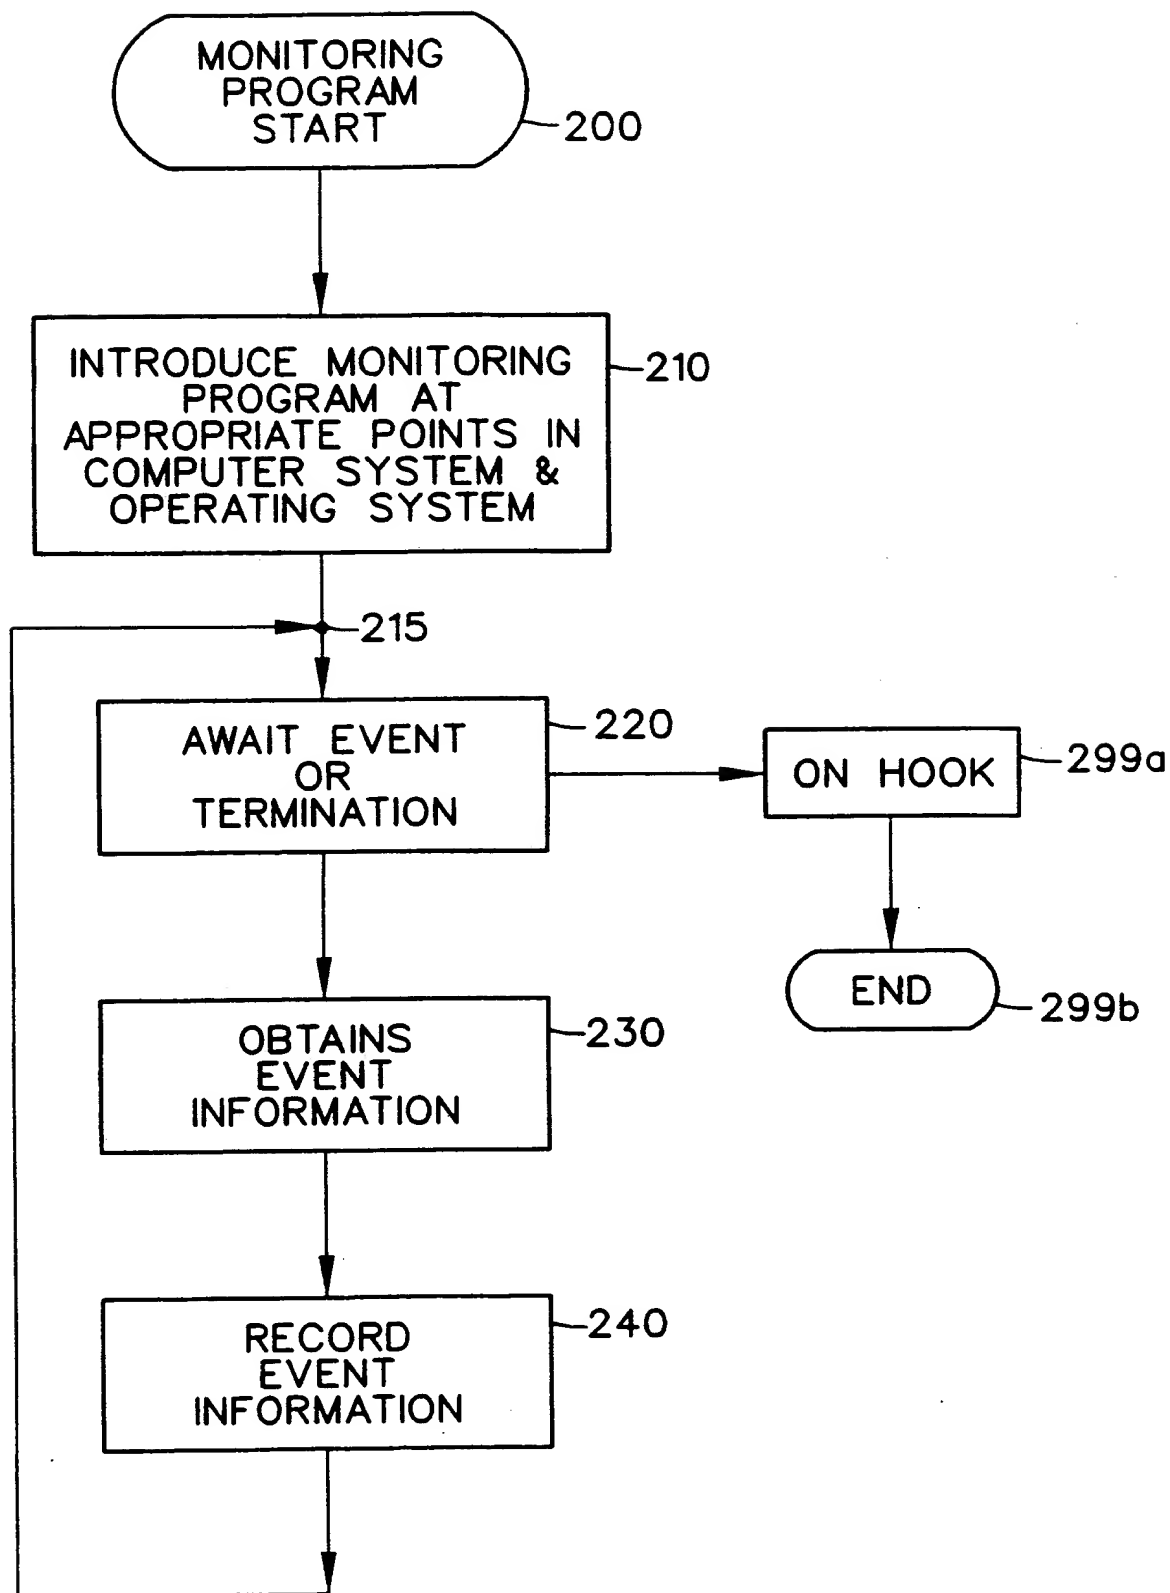 MONITORING
PROGRAM
START
200
INTRODUCE MONITORING
PROGRAM AT
APPROPRIATE POINTS IN
COMPUTER SYSTEM &
OPERATING SYSTEM
210
215
AWAIT EVENT
OR
TERMINATION
220
ON HOOK
299a
END
299b
OBTAINS
EVENT
INFORMATION
230
RECORD
EVENT
INFORMATION
240